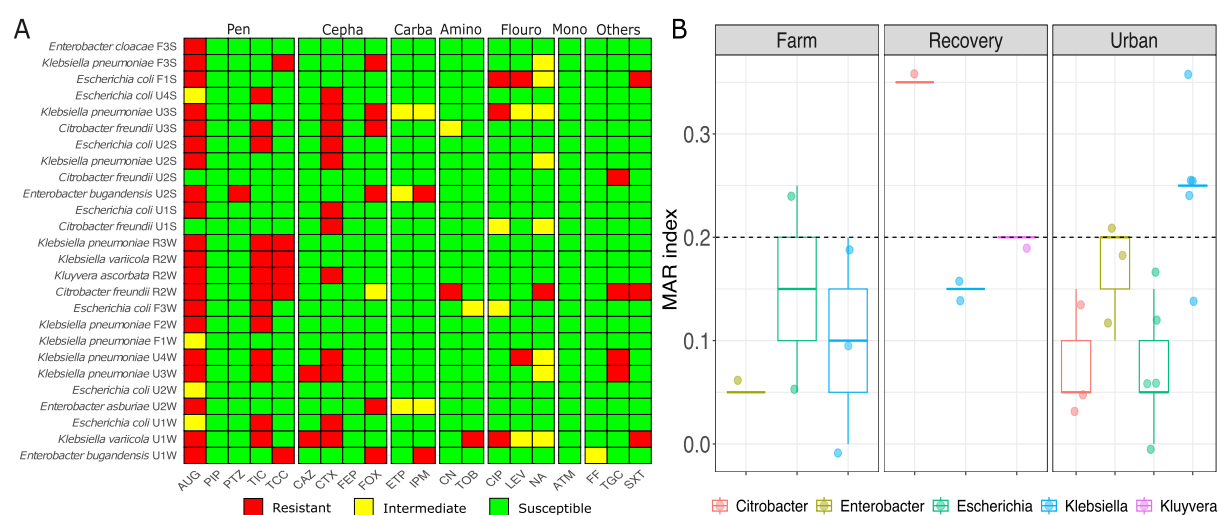 A
Pen Cepha Carba Amino Flouro Mono Others
Enterobacter cloacae F3S
Klebsiella pneumoniae F3S
Escherichia coli F1S
Escherichia coli U4S
Klebsiella pneumoniae U3S
Citrobacter freundii U3S
Escherichia coli U2S
Klebsiella pneumoniae U2S
Citrobacter freundii U2S
Enterobacter bugandensis U2S
Escherichia coli U1S
Citrobacter freundii U1S
Klebsiella pneumoniae R3W
Klebsiella variicola R2W
Kluyvera ascorbata R2W
Citrobacter freundii R2W
Escherichia coli F3W
Klebsiella pneumoniae F2W
Klebsiella pneumoniae F1W
Klebsiella pneumoniae U4W
Klebsiella pneumoniae U3W
Escherichia coli U2W
Enterobacter asburiae U2W
Escherichia coli U1W
Klebsiella variicola U1W
Enterobacter bugandensis U1W
AUG PIP PTZ TIC TCC CAZ CTX FEP FOX ETP IPM CN TOB CIP LEV NA ATM FF TGC SXT
Resistant Intermediate Susceptible
B
Farm Recovery Urban
MAR index
0.3
0.2
0.1
0.0
Citrobacter Enterobacter Escherichia Klebsiella Kluyvera